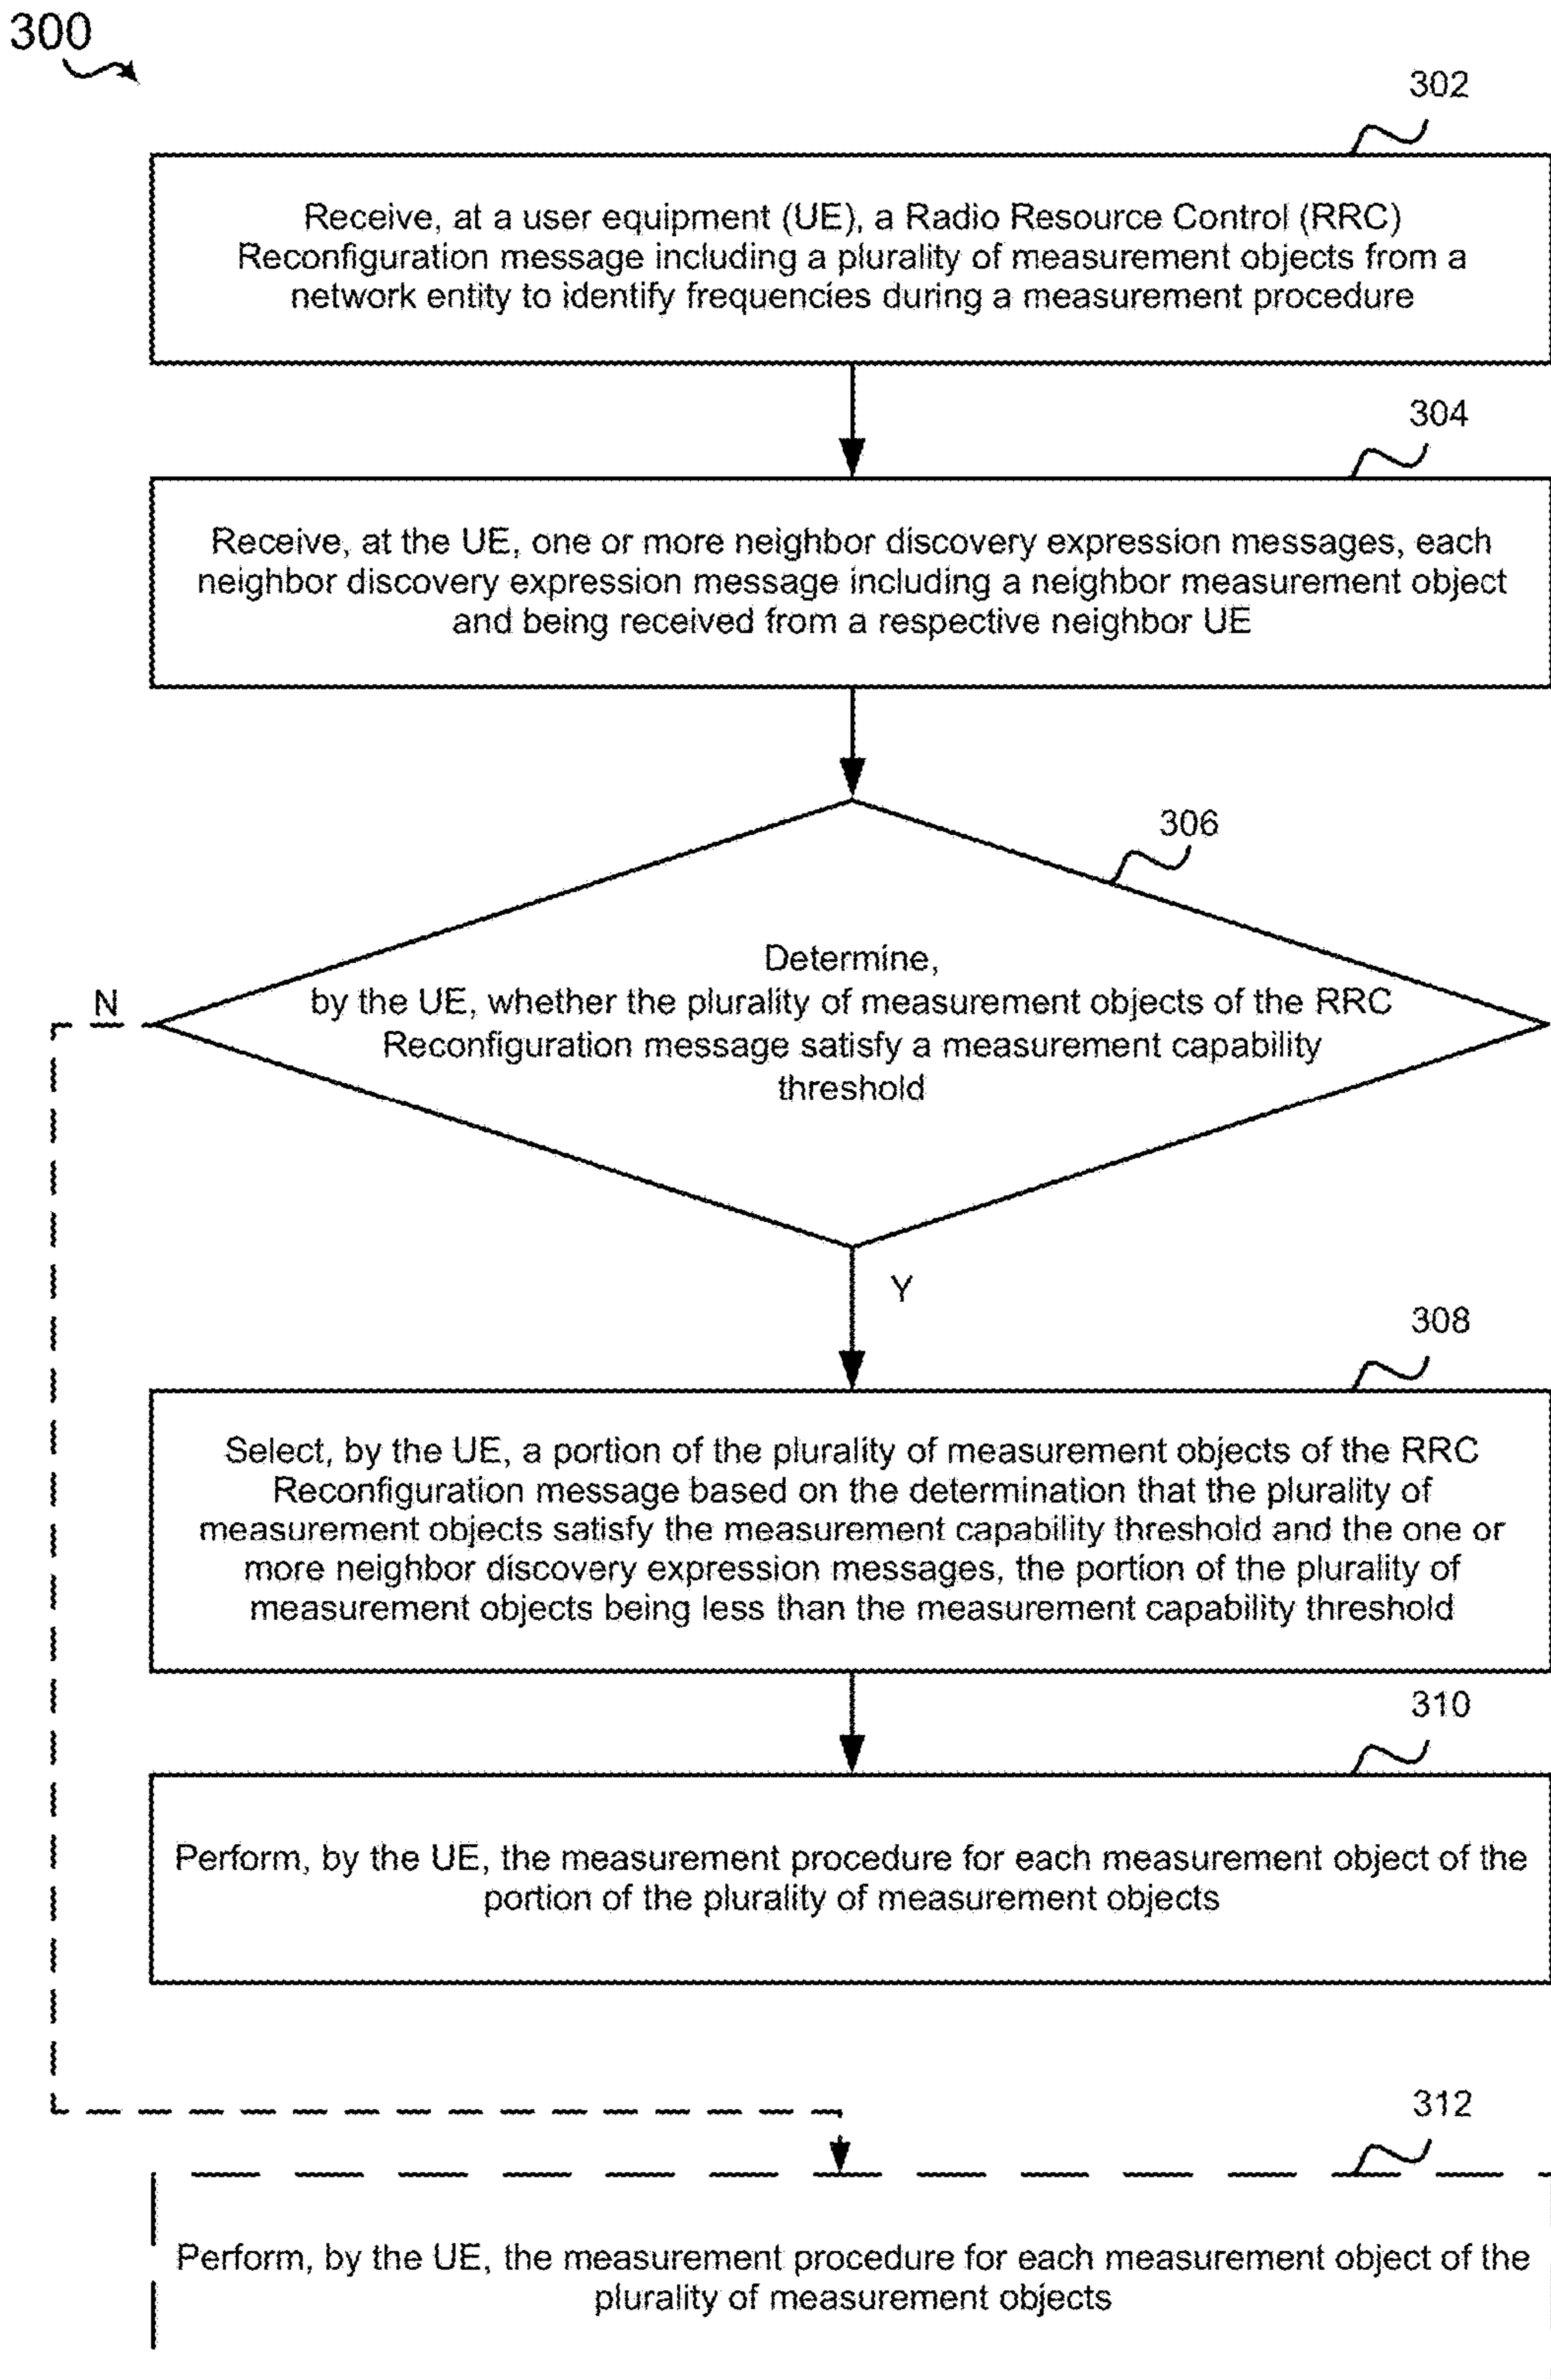 300
302
Receive, at a user equipment (UE), a Radio Resource Control (RRC)
Reconfiguration message including a plurality of measurement objects from a
network entity to identify frequencies during a measurement procedure
304
Receive, at the UE, one or more neighbor discovery expression messages, each
neighbor discovery expression message including a neighbor measurement object
and being received from a respective neighbor UE
306
Determine,
by the UE, whether the plurality of measurement objects of the RRC
Reconfiguration message satisfy a measurement capability
threshold
N
Y
308
Select, by the UE, a portion of the plurality of measurement objects of the RRC
Reconfiguration message based on the determination that the plurality of
measurement objects satisfy the measurement capability threshold and the one or
more neighbor discovery expression messages, the portion of the plurality of
measurement objects being less than the measurement capability threshold
310
Perform, by the UE, the measurement procedure for each measurement object of the
portion of the plurality of measurement objects
312
Perform, by the UE, the measurement procedure for each measurement object of the
plurality of measurement objects